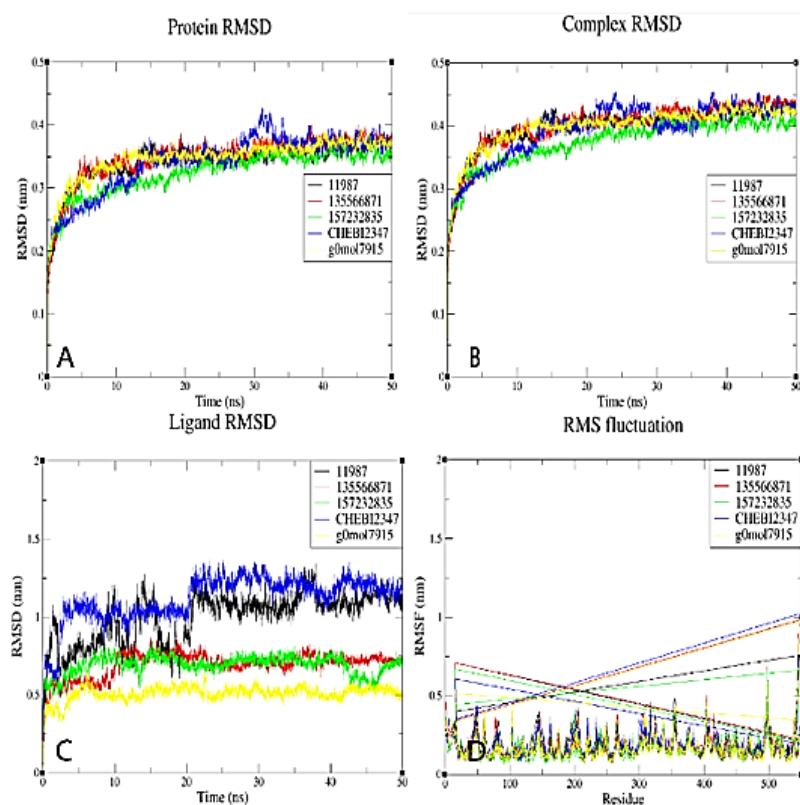 Protein RMSD
0.5
0.4
0.3
0.2
0.1
0
RMSD (nm)
11987
135566871
157232835
CHEBI2347
g0mol7915
A
0 10 20 30 40 50
Time (ns)
Complex RMSD
0.5
0.4
0.3
0.2
0.1
0
RMSD (nm)
11987
135566871
157232835
CHEBI2347
g0mol7915
B
0 10 20 30 40 50
Time (ns)
Ligand RMSD
2
1.5
1
0.5
0
RMSD (nm)
11987
135566871
157232835
CHEBI2347
g0mol7915
C
0 10 20 30 40 50
Time (ns)
RMS fluctuation
2
1.5
1
0.5
0
RMSF (nm)
11987
135566871
157232835
CHEBI2347
g0mol7915
D
0 100 200 300 400 500
Residue